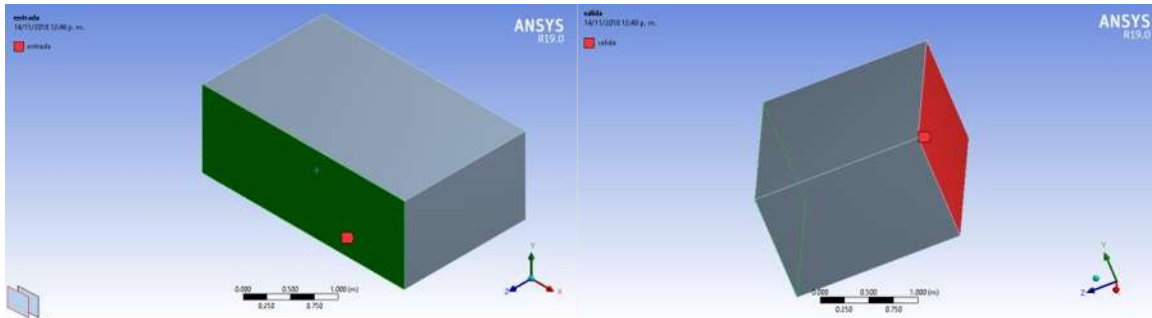 entrada
14/11/2018 12:46 p. m.
entrada
ANSYS
R19.0
0.000
0.500
1.000 (m)
0.250
0.750
Y
Z
X
salida
14/11/2018 12:49 p. m.
salida
ANSYS
R19.0
0.000
0.500
1.000 (m)
0.250
0.750
Y
Z